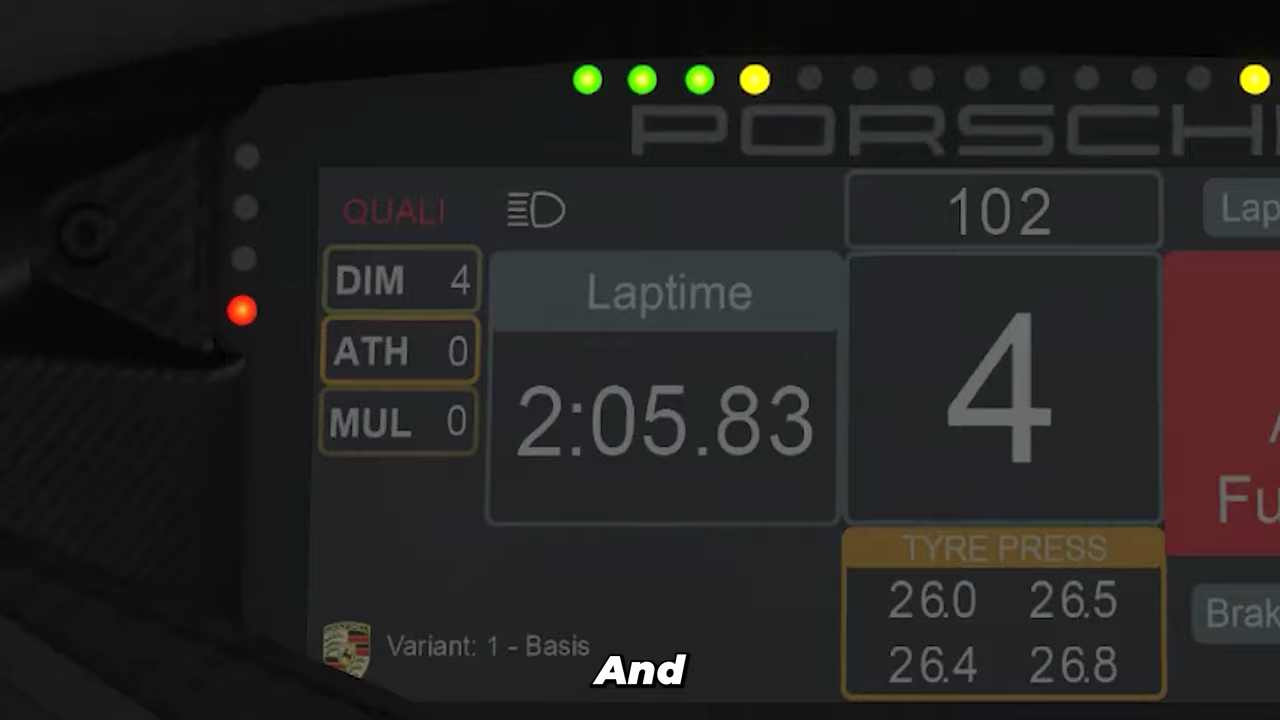 PORSCH
QUALI
102
Lap
DIM 4
ATH 0
MUL 0
Laptime
2:05.83
4
Fu
TYRE PRESS
26.0 26.5
26.4 26.8
Brak
Variant: 1 - Basis
And